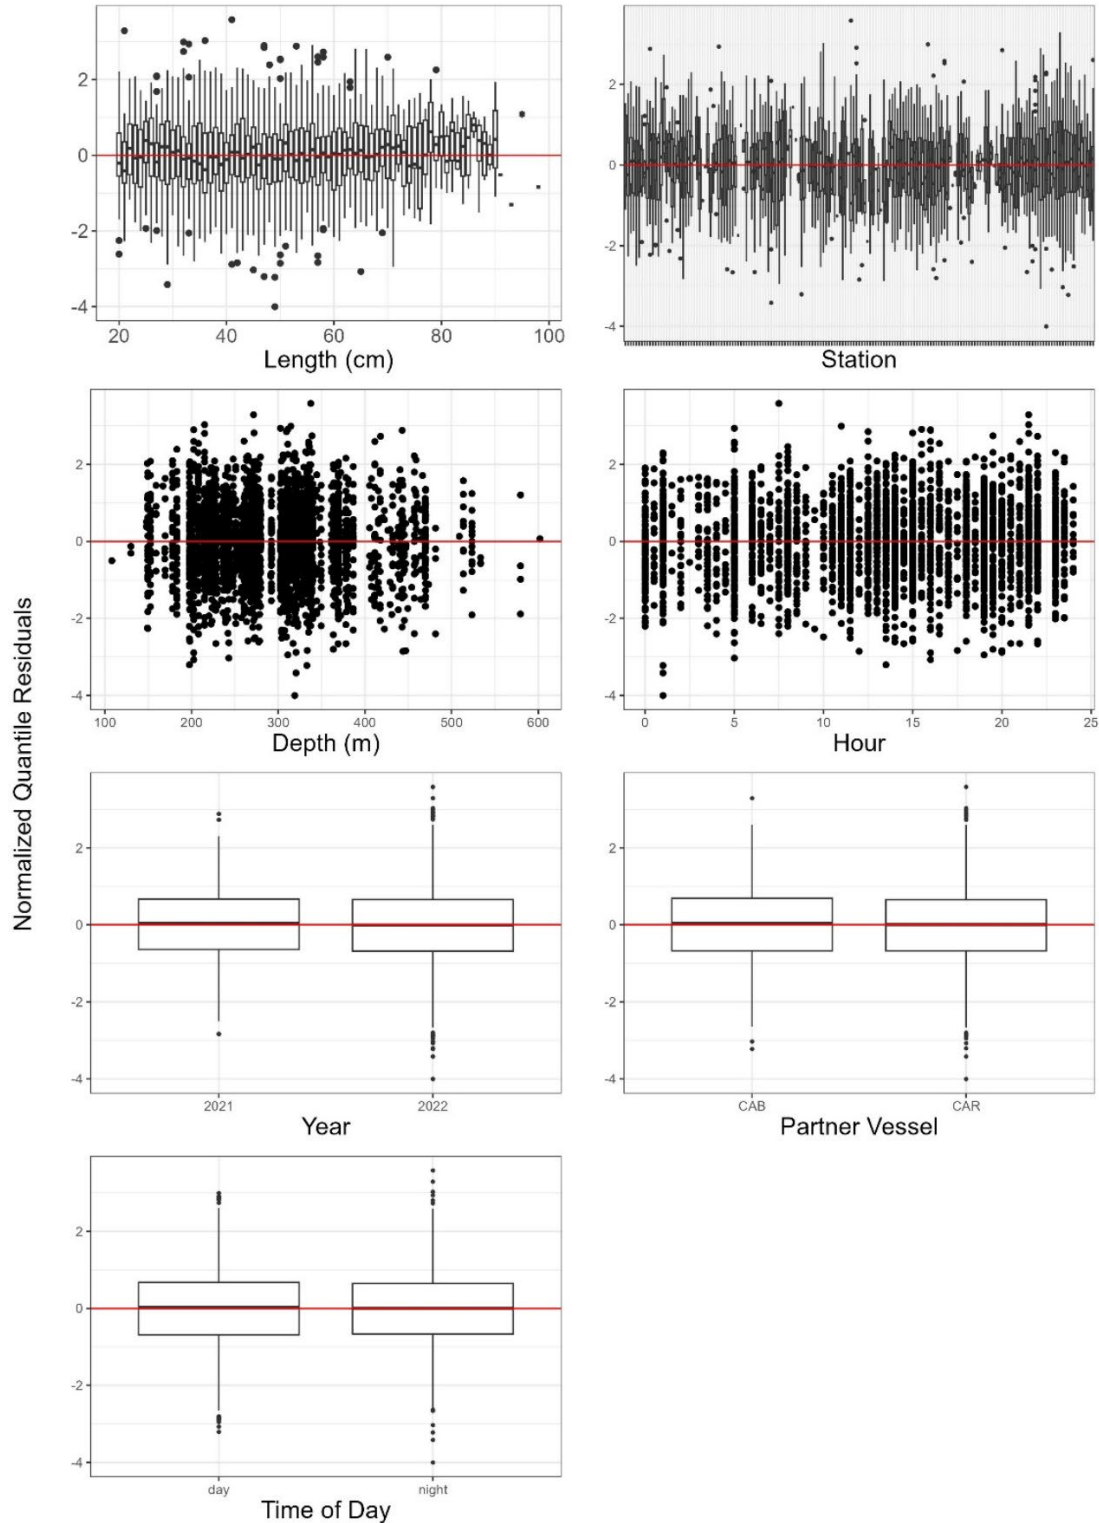 Normalized Quantile Residuals
2
0
-2
-4
20 40 60 80 100
Length (cm)
2
0
-2
-4
Station
2
0
-2
-4
100 200 300 400 500 600
Depth (m)
2
0
-2
-4
0 5 10 15 20 25
Hour
2
0
-2
-4
2021 2022
Year
2
0
-2
-4
CAB CAR
Partner Vessel
2
0
-2
-4
day night
Time of Day